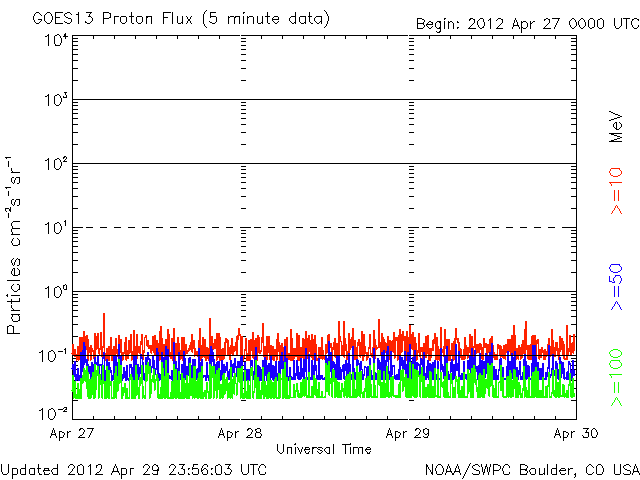 GOES13 Proton Flux (5 minute data)
Begin: 2012 Apr 27 0000 UTC
10⁴
10³
10²
10¹
10⁰
10⁻¹
10⁻²
Particles cm⁻²s⁻¹sr⁻¹
MeV
>=10
>=50
>=100
Apr 27
Apr 28
Apr 29
Apr 30
Universal Time
Updated 2012 Apr 29 23:56:03 UTC
NOAA/SWPC Boulder, CO USA